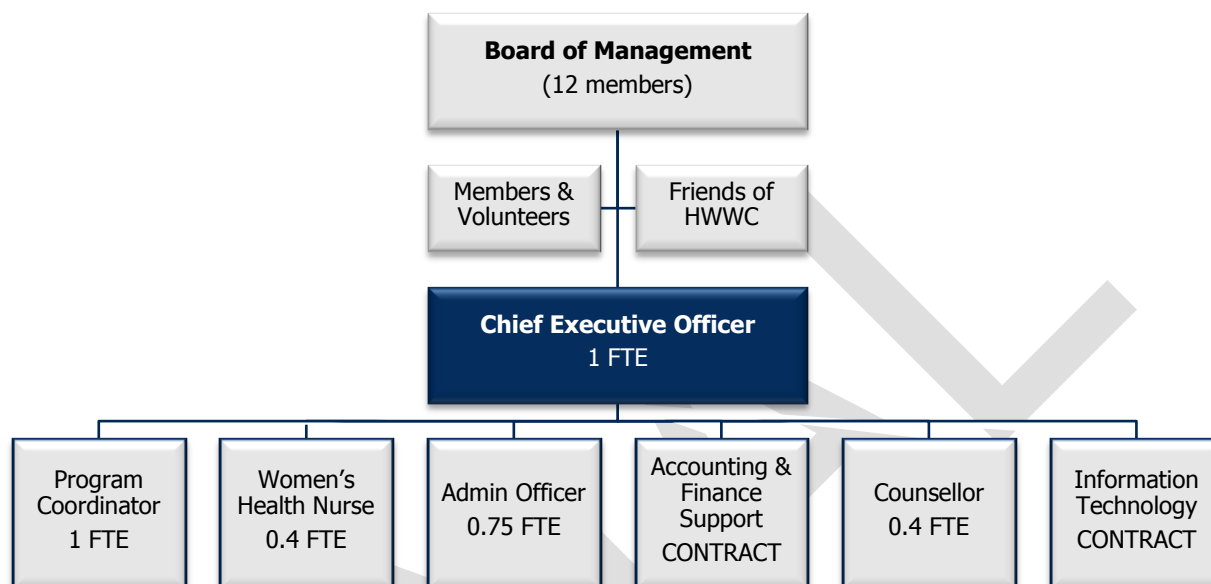 Board of Management
(12 members)
Members &
Volunteers
Friends of
HWWC
Chief Executive Officer
1 FTE
Program
Coordinator
1 FTE
Women’s
Health Nurse
0.4 FTE
Admin Officer
0.75 FTE
Accounting &
Finance
Support
CONTRACT
Counsellor
0.4 FTE
Information
Technology
CONTRACT